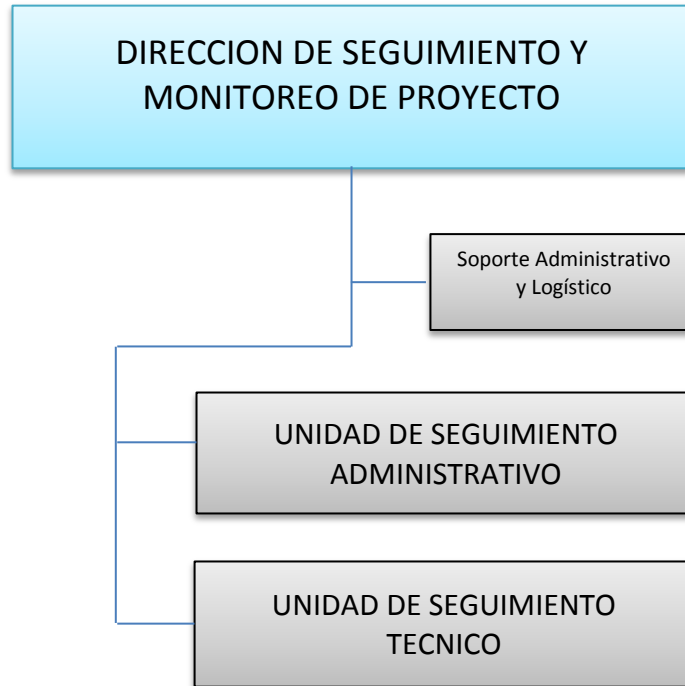 DIRECCION DE SEGUIMIENTO Y
MONITOREO DE PROYECTO
Soporte Administrativo
y Logístico
UNIDAD DE SEGUIMIENTO
ADMINISTRATIVO
UNIDAD DE SEGUIMIENTO
TECNICO